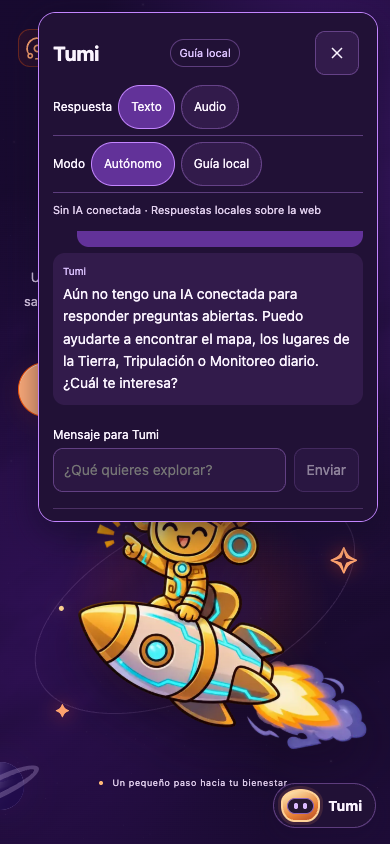 Tumi
Guía local
Respuesta
Texto
Audio
Modo
Autónomo
Guía local
Sin IA conectada · Respuestas locales sobre la web
Tumi
Aún no tengo una IA conectada para
responder preguntas abiertas. Puedo
ayudarte a encontrar el mapa, los lugares de
la Tierra, Tripulación o Monitoreo diario.
¿Cuál te interesa?
Mensaje para Tumi
¿Qué quieres explorar?
Enviar
Un pequeño paso hacia tu bienestar
Tumi